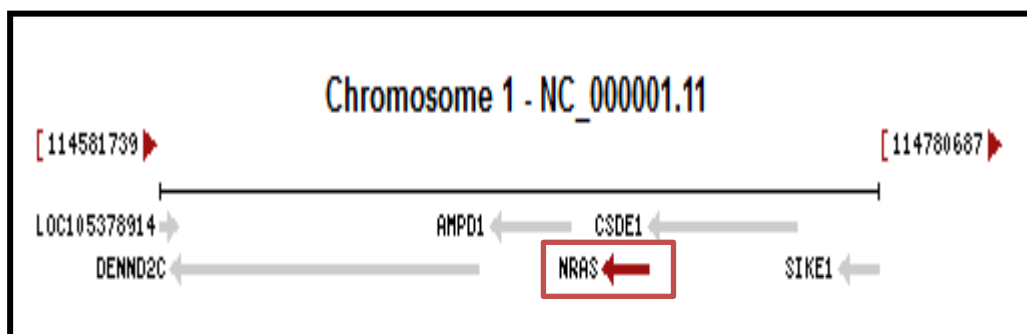 Chromosome 1 - NC_000001.11
[114581739 [114780687
LOC105378914 AMPD1 CSDE1
DENND2C NRAS SIKE1